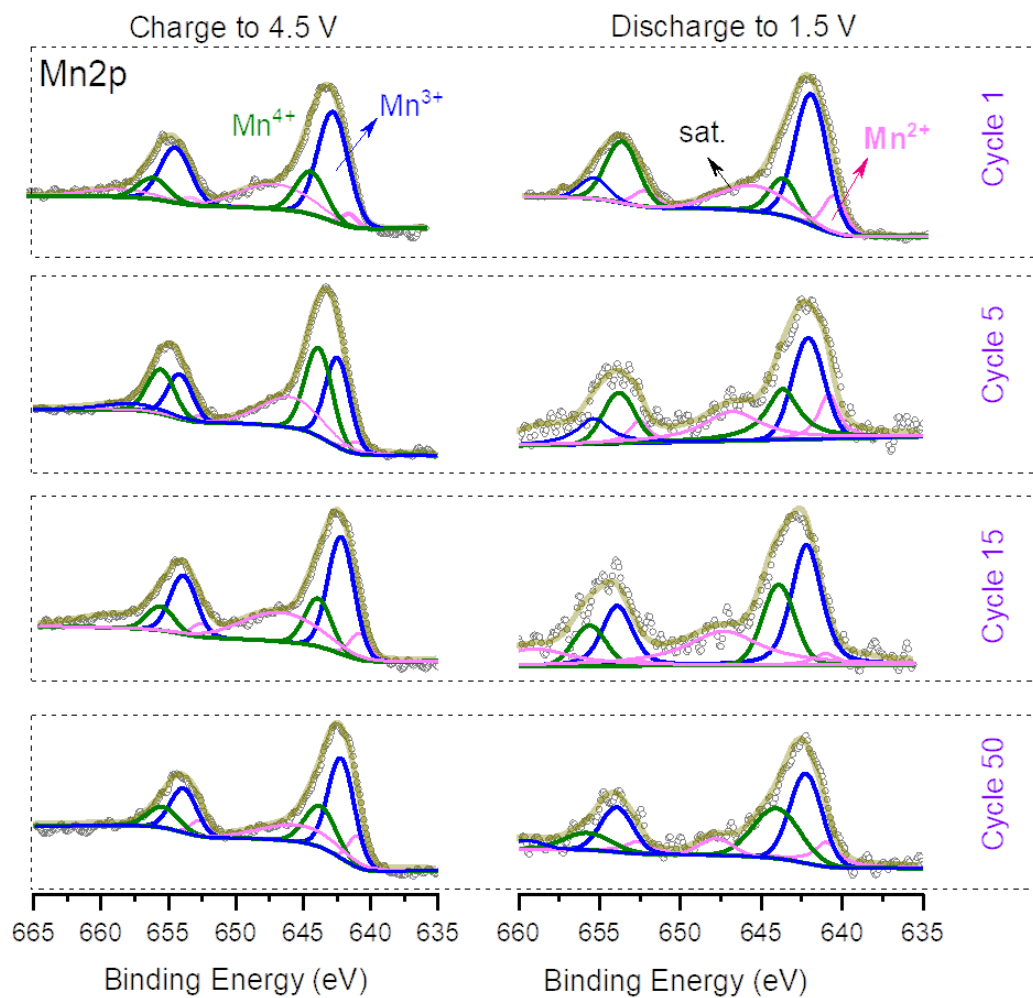 Charge to 4.5 V
Discharge to 1.5 V
Mn2p
Mn⁴⁺
Mn³⁺
sat.
Mn²⁺
Cycle 1
Cycle 5
Cycle 15
Cycle 50
665 660 655 650 645 640 635
660 655 650 645 640 635
Binding Energy (eV)
Binding Energy (eV)